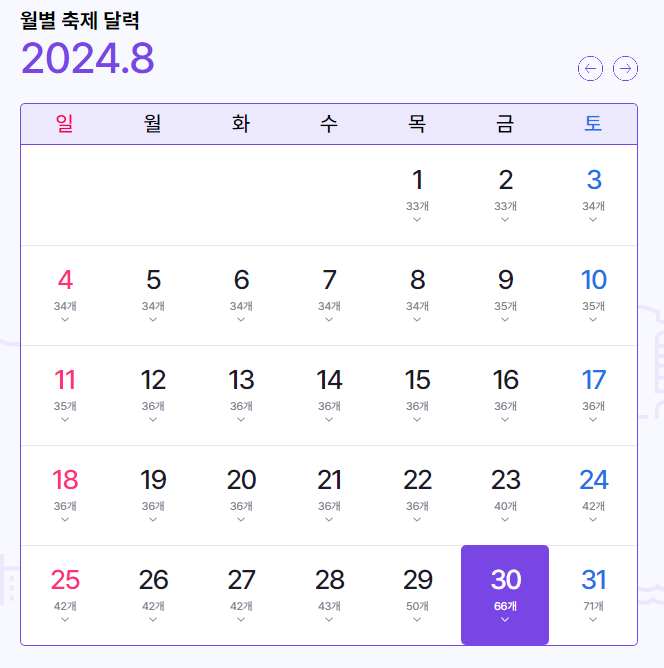 월별 축제 달력
2024.8
일 월 화 수 목 금 토
1 2 3
33개 33개 34개
4 5 6 7 8 9 10
34개 34개 34개 34개 34개 35개 35개
11 12 13 14 15 16 17
35개 36개 36개 36개 36개 36개 36개
18 19 20 21 22 23 24
36개 36개 36개 36개 36개 40개 42개
25 26 27 28 29 30 31
42개 42개 42개 43개 50개 66개 71개